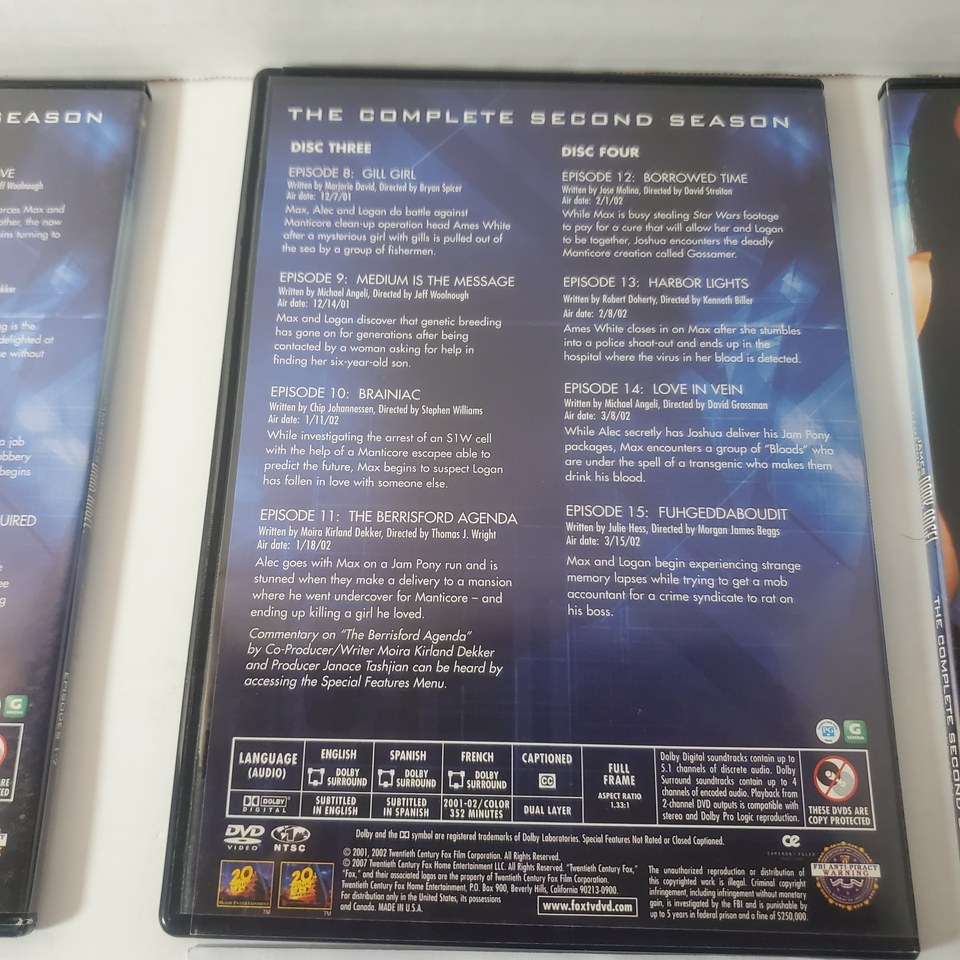 SEASON
THE COMPLETE SECOND SEASON
DISC THREE
EPISODE 8: GILL GIRL
Written by Marjorie David, Directed by Bryan Spicer
Air date: 12/7/01
Max, Alec and Logan do battle against
Manticore clean-up operation head Ames White
after a mysterious girl with gills is pulled out of
the sea by a group of fishermen.
EPISODE 9: MEDIUM IS THE MESSAGE
Written by Michael Angeli, Directed by Jeff Woolnough
Air date: 12/14/01
Max and Logan discover that genetic breeding
has gone on for generations after being
contacted by a woman asking for help in
finding her six-year-old son.
EPISODE 10: BRAINIAC
Written by Chip Johannessen, Directed by Stephen Williams
Air date: 1/11/02
While investigating the arrest of an S1W cell
with the help of a Manticore escapee able to
predict the future, Max begins to suspect Logan
has fallen in love with someone else.
EPISODE 11: THE BERRISFORD AGENDA
Written by Moira Kirland Dekker, Directed by Thomas J. Wright
Air date: 1/18/02
Alec goes with Max on a Jam Pony run and is
stunned when they make a delivery to a mansion
where he went undercover for Manticore – and
ending up killing a girl he loved.
Commentary on "The Berrisford Agenda"
by Co-Producer/Writer Moira Kirland Dekker
and Producer Janace Tashjian can be heard by
accessing the Special Features Menu.
DISC FOUR
EPISODE 12: BORROWED TIME
Written by Jose Molina, Directed by David Straiton
Air date: 2/1/02
While Max is busy stealing Star Wars footage
to pay for a cure that will allow her and Logan
to be together, Joshua encounters the deadly
Manticore creation called Gossamer.
EPISODE 13: HARBOR LIGHTS
Written by Robert Doherty, Directed by Kenneth Biller
Air date: 2/8/02
Ames White closes in on Max after she stumbles
into a police shoot-out and ends up in the
hospital where the virus in her blood is detected.
EPISODE 14: LOVE IN VEIN
Written by Michael Angeli, Directed by David Grossman
Air date: 3/8/02
While Alec secretly has Joshua deliver his Jam Pony
packages, Max encounters a group of "Bloods" who
are under the spell of a transgenic who makes them
drink his blood.
EPISODE 15: FUHGEDDABOUDIT
Written by Julie Hess, Directed by Morgan James Beggs
Air date: 3/15/02
Max and Logan begin experiencing strange
memory lapses while trying to get a mob
accountant for a crime syndicate to rat on
his boss.
LANGUAGE
(AUDIO)
DOLBY
DIGITAL
ENGLISH
DOLBY
SURROUND
SUBTITLED
IN ENGLISH
SPANISH
DOLBY
SURROUND
SUBTITLED
IN SPANISH
FRENCH
DOLBY
SURROUND
2001-02/COLOR
352 MINUTES
CAPTIONED
CC
DUAL LAYER
FULL
FRAME
ASPECT RATIO
1.33:1
Dolby Digital soundtracks contain up to
5.1 channels of discrete audio. Dolby
Surround soundtracks contain up to 4
channels of encoded audio. Playback from
2-channel DVD outputs is compatible with
stereo and Dolby Pro Logic reproduction.
THESE DVDS ARE
COPY PROTECTED
DVD
VIDEO
NTSC
Dolby and the DD symbol are registered trademarks of Dolby Laboratories. Special Features Not Rated or Closed Captioned.
© 2001, 2002 Twentieth Century Fox Film Corporation. All Rights Reserved.
© 2007 Twentieth Century Fox Home Entertainment LLC. All Rights Reserved. "Twentieth Century Fox,"
"Fox," and their associated logos are the property of Twentieth Century Fox Film Corporation.
Twentieth Century Fox Home Entertainment, P.O. Box 900, Beverly Hills, California 90213-0900.
For distribution only in the United States, its possessions
and Canada. MADE IN U.S.A.
www.foxtvdvd.com
The unauthorized reproduction or distribution of
this copyrighted work is illegal. Criminal copyright
infringement, including infringement without monetary
gain, is investigated by the FBI and is punishable by
up to 5 years in federal prison and a fine of $250,000.
FBI ANTI-PIRACY
WARNING
THE COMPLETE SECOND